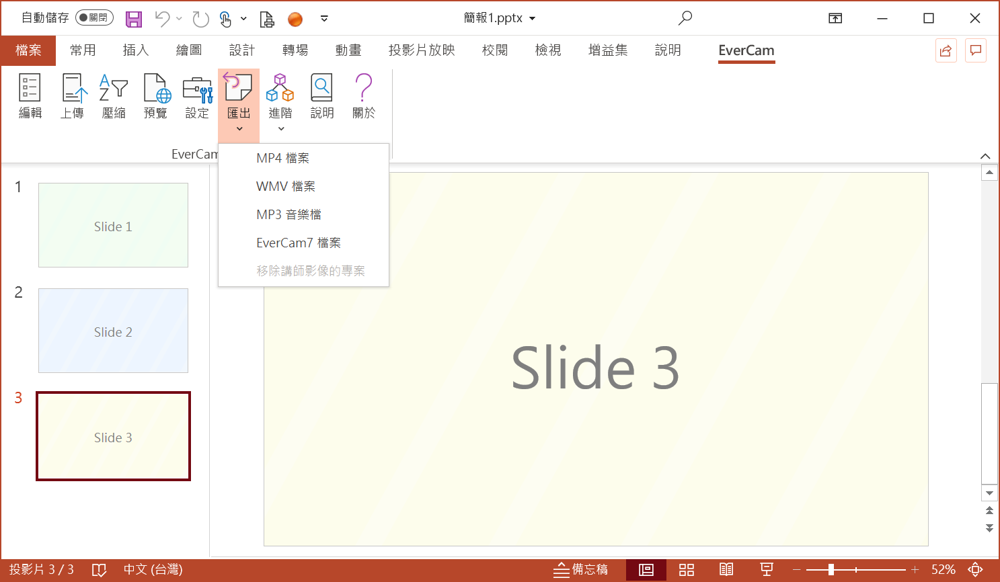 自動儲存 關閉 簡報1.pptx
檔案 常用 插入 繪圖 設計 轉場 動畫 投影片放映 校閱 檢視 增益集 說明 EverCam
編輯 上傳 壓縮 預覽 設定 匯出 進階 說明 關於
EverCam
MP4 檔案
WMV 檔案
MP3 音樂檔
EverCam7 檔案
移除講師影像的專案
1
Slide 1
2
Slide 2
3
Slide 3
Slide 3
投影片 3 / 3 中文 (台灣) 備忘稿 52%